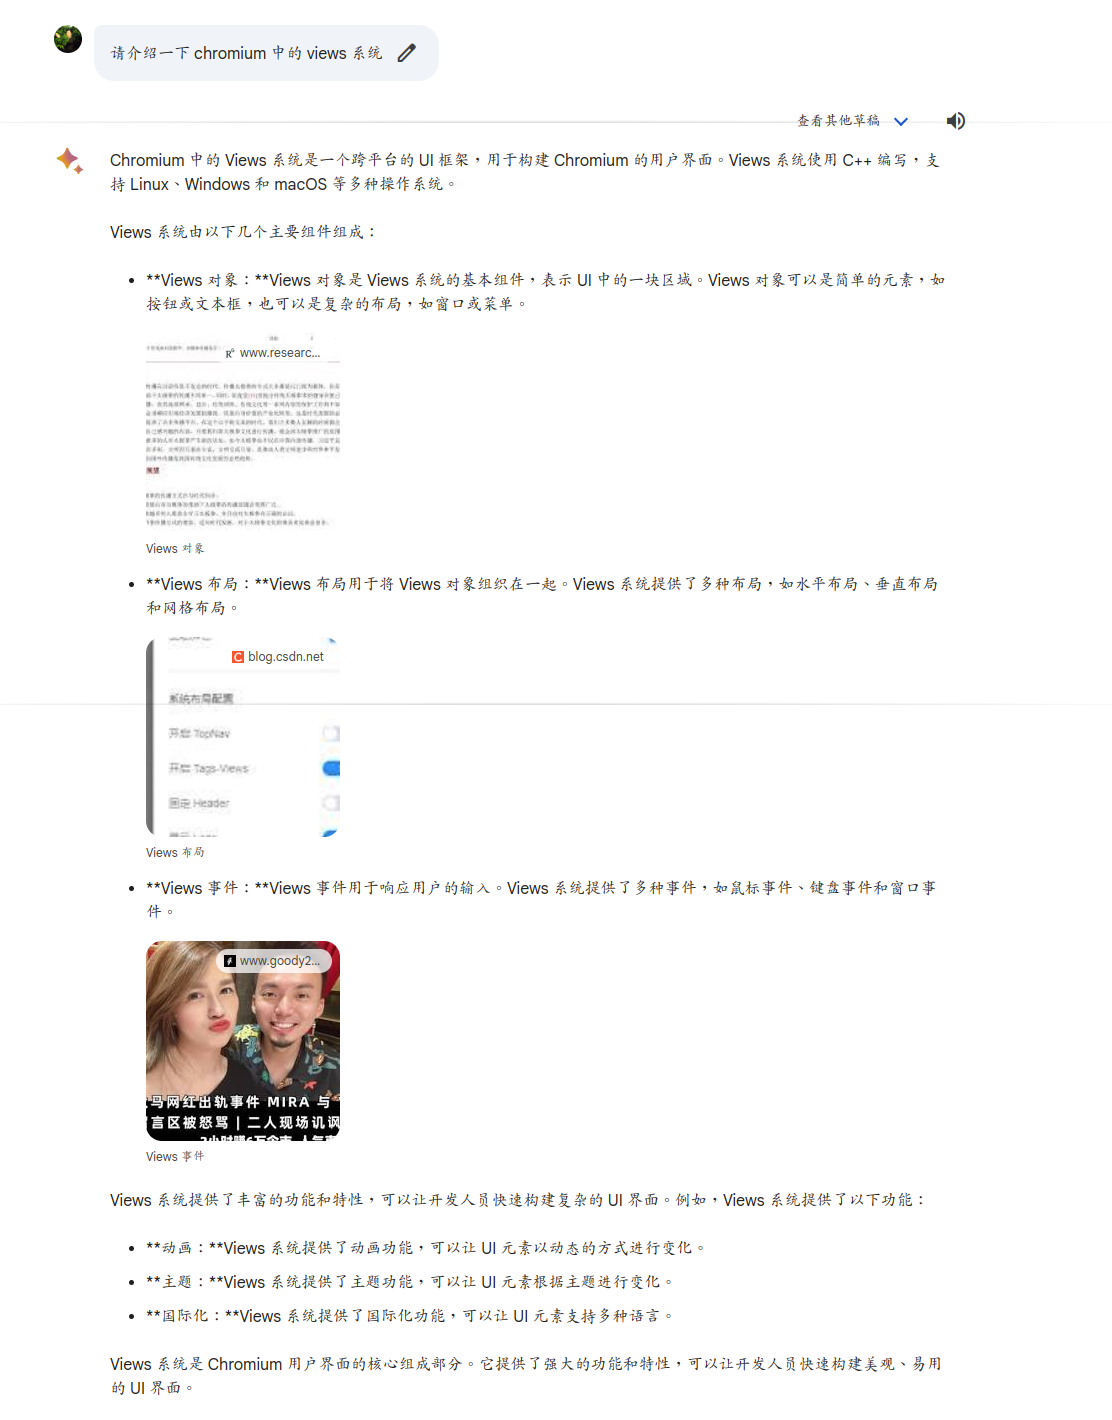 请介绍一下 chromium 中的 views 系统
查看其他草稿
Chromium 中的 Views 系统是一个跨平台的 UI 框架，用于构建 Chromium 的用户界面。Views 系统使用 C++ 编写，支
持 Linux、Windows 和 macOS 等多种操作系统。
Views 系统由以下几个主要组件组成：
• **Views 对象：**Views 对象是 Views 系统的基本组件，表示 UI 中的一块区域。Views 对象可以是简单的元素，如
按钮或文本框，也可以是复杂的布局，如窗口或菜单。
www.researc...
展望
Views 对象
• **Views 布局：**Views 布局用于将 Views 对象组织在一起。Views 系统提供了多种布局，如水平布局、垂直布局
和网格布局。
blog.csdn.net
系统布局配置
开启 TopNav
开启 Tags-Views
固定 Header
Views 布局
• **Views 事件：**Views 事件用于响应用户的输入。Views 系统提供了多种事件，如鼠标事件、键盘事件和窗口事
件。
www.goody2...
马网红出轨事件 MIRA 与
言区被怒骂 | 二人现场讥讽
Views 事件
Views 系统提供了丰富的功能和特性，可以让开发人员快速构建复杂的 UI 界面。例如，Views 系统提供了以下功能：
• **动画：**Views 系统提供了动画功能，可以让 UI 元素以动态的方式进行变化。
• **主题：**Views 系统提供了主题功能，可以让 UI 元素根据主题进行变化。
• **国际化：**Views 系统提供了国际化功能，可以让 UI 元素支持多种语言。
Views 系统是 Chromium 用户界面的核心组成部分。它提供了强大的功能和特性，可以让开发人员快速构建美观、易用
的 UI 界面。